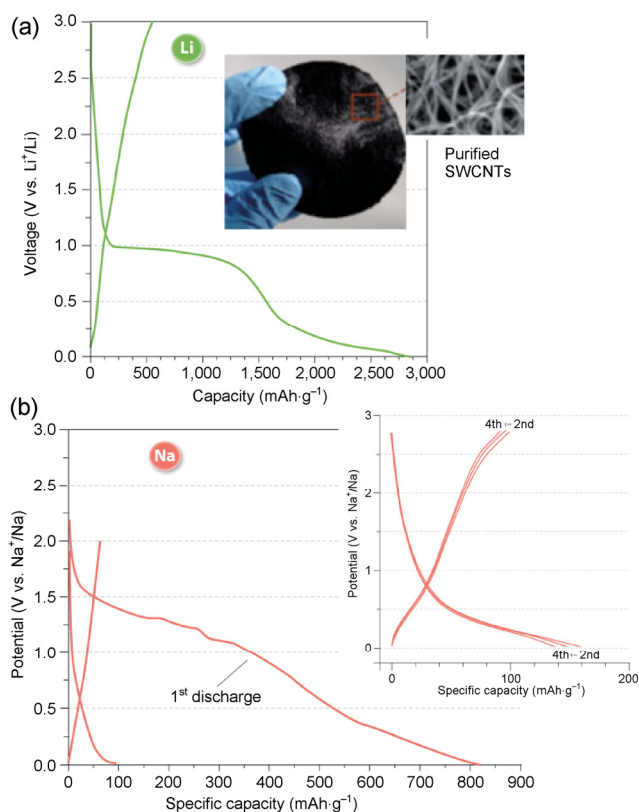 (a)
3.0
Li
2.5
2.0
1.5
1.0
0.5
0.0
Voltage (V vs. Li⁺/Li)
Purified
SWCNTs
0 500 1,000 1,500 2,000 2,500 3,000
Capacity (mAh·g⁻¹)
(b)
3.0
Na
2.5
2.0
1.5
1.0
0.5
0.0
Potential (V vs. Na⁺/Na)
1st discharge
0 100 200 300 400 500 600 700 800 900
Specific capacity (mAh·g⁻¹)
3
2
1
0
Potential (V vs. Na⁺/Na)
4th←2nd
4th←2nd
0 100 200
Specific capacity (mAh·g⁻¹)